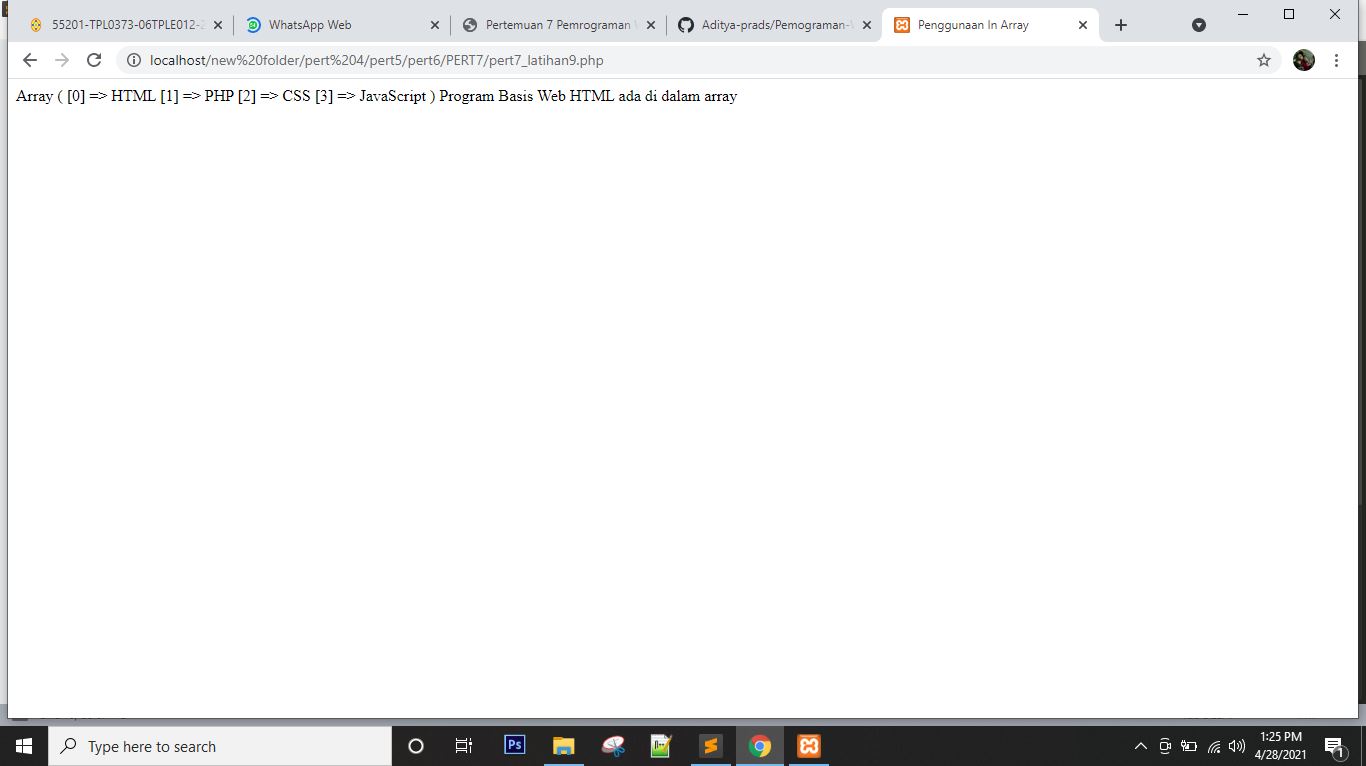 55201-TPL0373-06TPLE012-2
WhatsApp Web
Pertemuan 7 Pemrograman
Aditya-prads/Pemograman-
Penggunaan In Array
localhost/new%20folder/pert%204/pert5/pert6/PERT7/pert7_latihan9.php
Array ( [0] => HTML [1] => PHP [2] => CSS [3] => JavaScript ) Program Basis Web HTML ada di dalam array
Type here to search
Ps
1:25 PM
4/28/2021
1